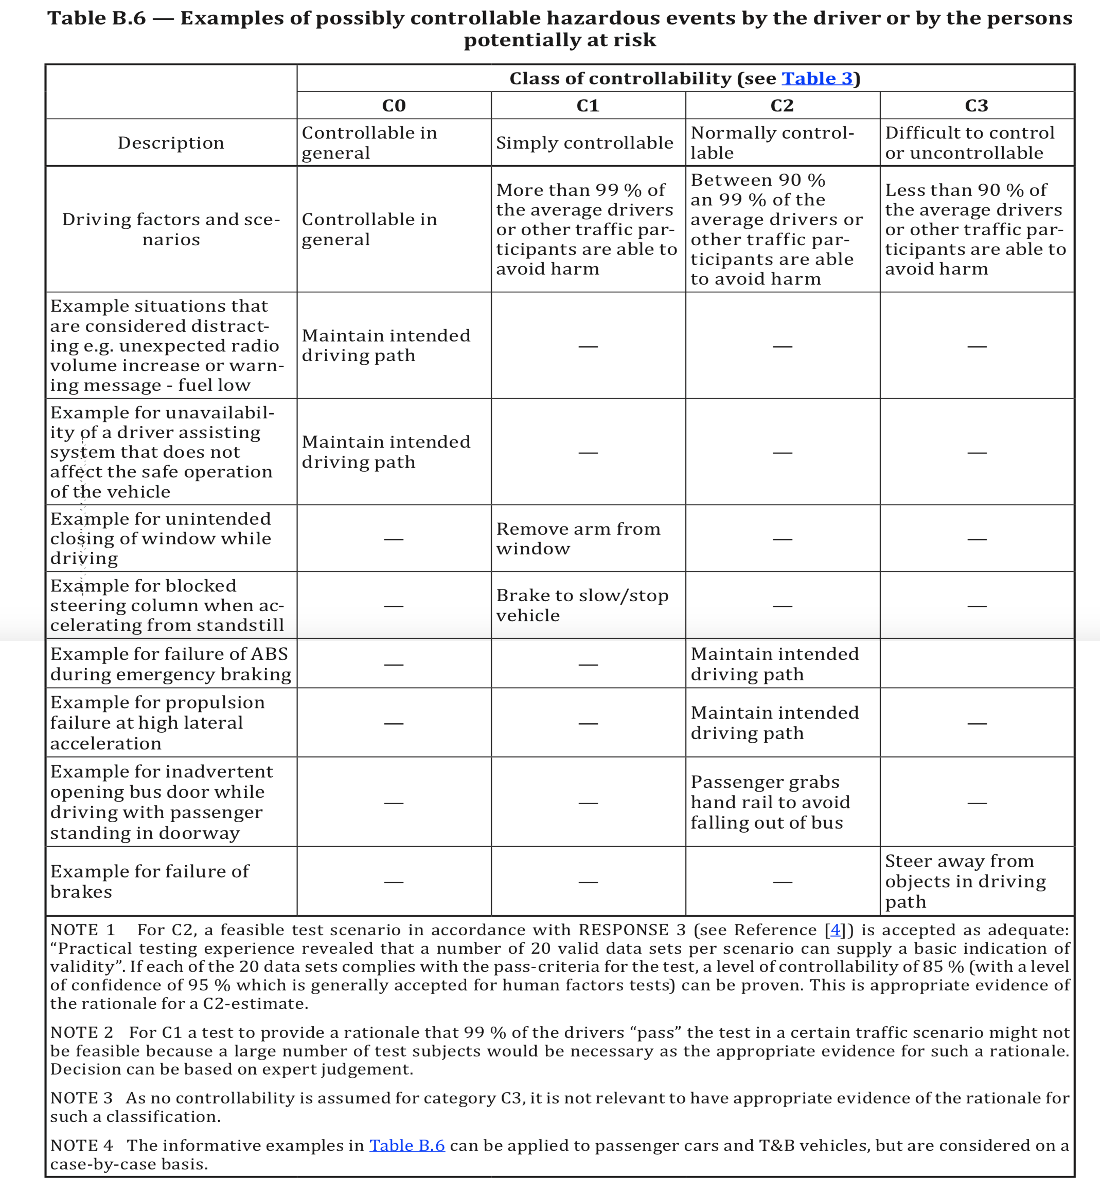 Table B.6 — Examples of possibly controllable hazardous events by the driver or by the persons
potentially at risk
Class of controllability (see Table 3)
C0
C1
C2
C3
Description
Controllable in
general
Simply controllable
Normally control-
lable
Difficult to control
or uncontrollable
Driving factors and sce-
narios
Controllable in
general
More than 99 % of
the average drivers
or other traffic par-
ticipants are able to
avoid harm
Between 90 %
an 99 % of the
average drivers or
other traffic par-
ticipants are able
to avoid harm
Less than 90 % of
the average drivers
or other traffic par-
ticipants are able to
avoid harm
Example situations that
are considered distract-
ing e.g. unexpected radio
volume increase or warn-
ing message - fuel low
Maintain intended
driving path
—
—
—
Example for unavailabil-
ity of a driver assisting
system that does not
affect the safe operation
of the vehicle
Maintain intended
driving path
—
—
—
Example for unintended
closing of window while
driving
—
Remove arm from
window
—
—
Example for blocked
steering column when ac-
celerating from standstill
—
Brake to slow/stop
vehicle
—
—
Example for failure of ABS
during emergency braking
—
—
Maintain intended
driving path
Example for propulsion
failure at high lateral
acceleration
—
—
Maintain intended
driving path
—
Example for inadvertent
opening bus door while
driving with passenger
standing in doorway
—
—
Passenger grabs
hand rail to avoid
falling out of bus
—
Example for failure of
brakes
—
—
—
Steer away from
objects in driving
path
NOTE 1 For C2, a feasible test scenario in accordance with RESPONSE 3 (see Reference [4]) is accepted as adequate:
“Practical testing experience revealed that a number of 20 valid data sets per scenario can supply a basic indication of
validity”. If each of the 20 data sets complies with the pass-criteria for the test, a level of controllability of 85 % (with a level
of confidence of 95 % which is generally accepted for human factors tests) can be proven. This is appropriate evidence of
the rationale for a C2-estimate.
NOTE 2 For C1 a test to provide a rationale that 99 % of the drivers “pass” the test in a certain traffic scenario might not
be feasible because a large number of test subjects would be necessary as the appropriate evidence for such a rationale.
Decision can be based on expert judgement.
NOTE 3 As no controllability is assumed for category C3, it is not relevant to have appropriate evidence of the rationale for
such a classification.
NOTE 4 The informative examples in Table B.6 can be applied to passenger cars and T&B vehicles, but are considered on a
case-by-case basis.